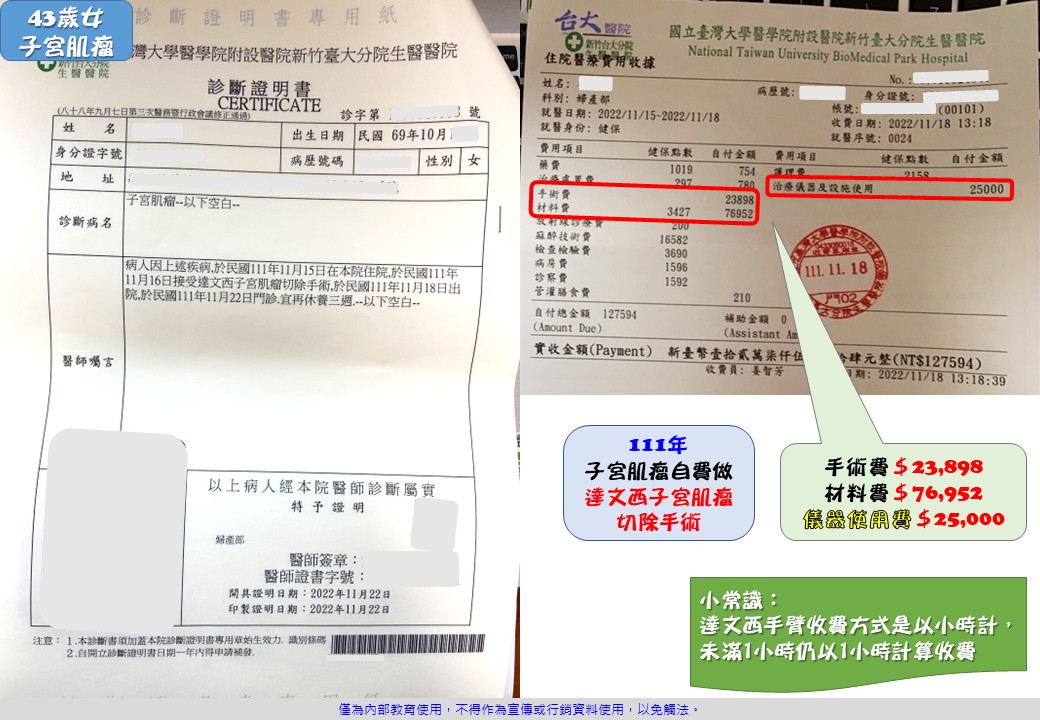 43歲女
子宮肌瘤
診斷證明書專用紙
灣大學醫學院附設醫院新竹臺大分院生醫醫院
新竹台大分院
生醫醫院
診斷證明書
CERTIFICATE
(八十八年九月七日第三次醫務暨行政會議修正通過)
診字第 號
姓 名 出生日期 民國 69年10月
身分證字號 病歷號碼 性別 女
地 址
診斷病名 子宮肌瘤--以下空白--
病人因上述疾病,於民國111年11月15日在本院住院,於民國111年
11月16日接受達文西子宮肌瘤切除手術,於民國111年11月18日出
院,於民國111年11月22日門診.宜再休養三週.--以下空白--
醫師囑言
以上病人經本院醫師診斷屬實
特予證明
婦產部
醫師簽章：
醫師證書字號：
開具證明日期：2022年11月22日
印製證明日期：2022年11月22日
注意： 1.本診斷書須加蓋本院診斷證明書專用章始生效力. 識別條碼
2.自開立診斷證明書日期一年內得申請補發.
台大醫院
新竹台大分院
生醫醫院
國立臺灣大學醫學院附設醫院新竹臺大分院生醫醫院
National Taiwan University BioMedical Park Hospital
住院醫療費用收據
No. :
姓名: 病歷號: 身分證號:
科別: 婦產部 帳號: (00101)
就醫日期: 2022/11/15~2022/11/18 收費日期: 2022/11/18 13:18
就醫身份: 健保 就醫序號: 0024
費用項目 健保點數 自付金額 費用項目 健保點數 自付金額
藥費 1019 754 護理費 2158
治療處置費 297 780 治療儀器及設施使用 25000
手術費 23898
材料費 3427 76952
放射線診療費 200
麻醉技術費 16582
檢查檢驗費 3690
病房費 1596
診察費 1592
管灌膳食費 210
自付總金額 127594 補助金額 0
(Amount Due) (Assistant Am
實收金額(Payment) 新臺幣壹拾貳萬柒仟伍 拾肆元整(NT$127594)
收費員: 姜智芳 日期: 2022/11/18 13:18:39
111.11.18
門02
111年
子宮肌瘤自費做
達文西子宮肌瘤
切除手術
手術費＄23,898
材料費＄76,952
儀器使用費＄25,000
小常識：
達文西手臂收費方式是以小時計，
未滿1小時仍以1小時計算收費
僅為內部教育使用，不得作為宣傳或行銷資料使用，以免觸法。